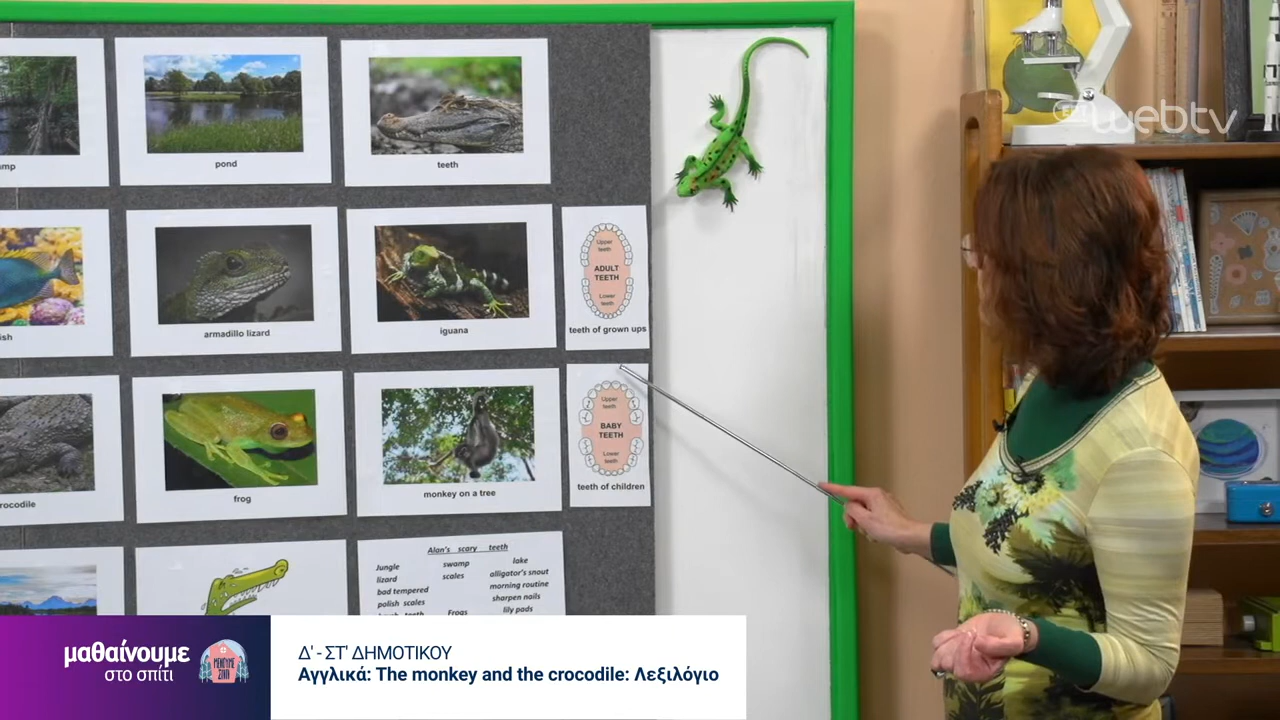 webtv
pond
teeth
Upper
teeth
ADULT
TEETH
Lower
teeth
armadillo lizard
iguana
teeth of grown ups
Upper
teeth
BABY
TEETH
Lower
teeth
frog
monkey on a tree
teeth of children
Alan's scary teeth
Jungle swamp lake
lizard scales alligator's snout
bad tempered morning routine
polish scales sharpen nails
Frogs lily pads
μαθαίνουμε
στο σπίτι
ΜΕΝΟΥΜΕ
ΣΠΙΤΙ
Δ' - ΣΤ' ΔΗΜΟΤΙΚΟΥ
Αγγλικά: The monkey and the crocodile: Λεξιλόγιο